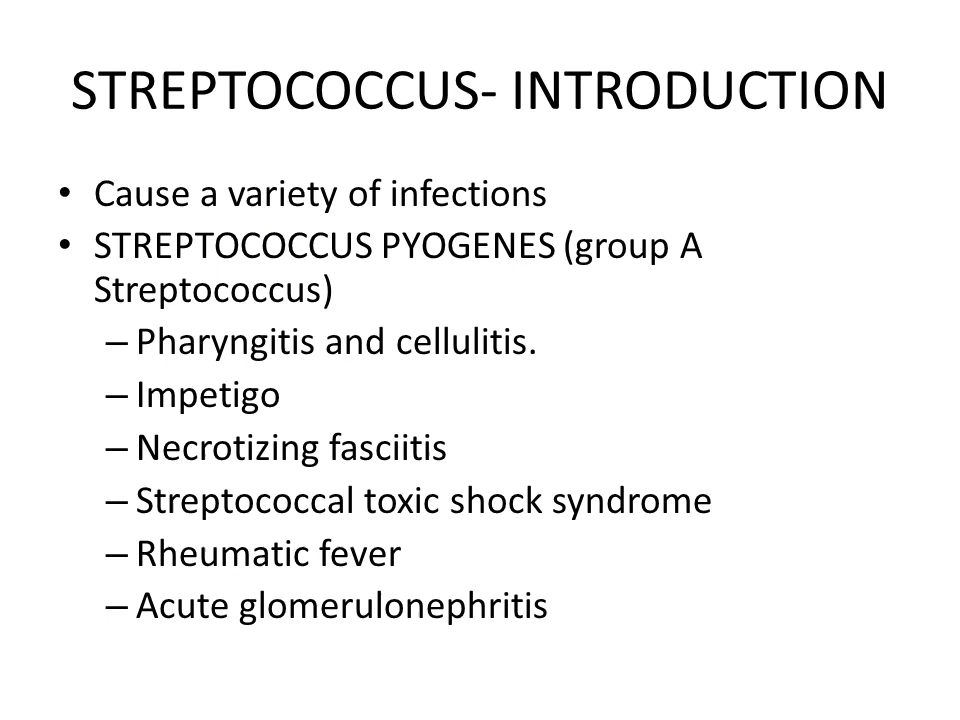 STREPTOCOCCUS- INTRODUCTION
• Cause a variety of infections
• STREPTOCOCCUS PYOGENES (group A
Streptococcus)
– Pharyngitis and cellulitis.
– Impetigo
– Necrotizing fasciitis
– Streptococcal toxic shock syndrome
– Rheumatic fever
– Acute glomerulonephritis